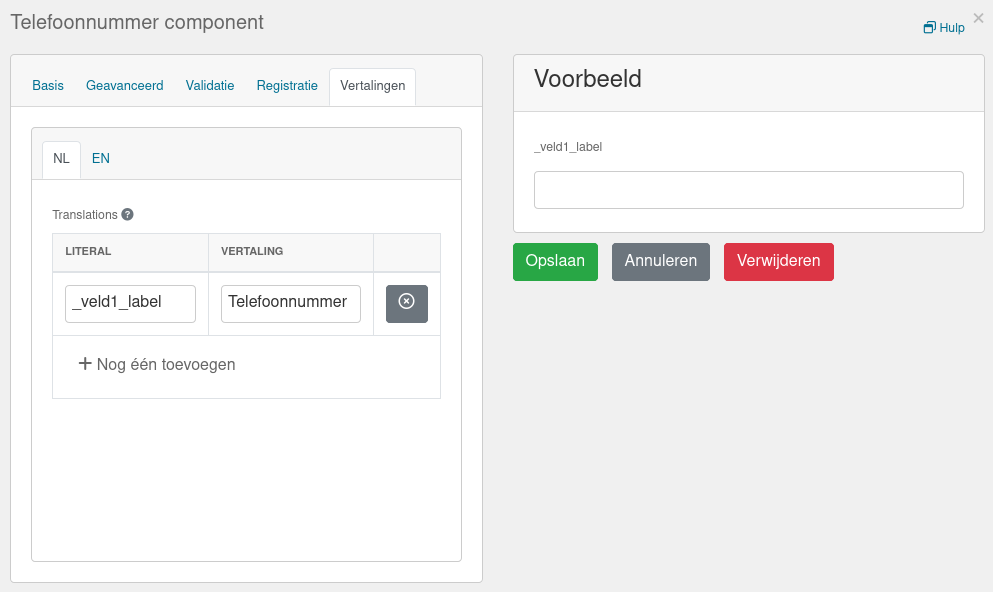 Telefoonnummer component
Hulp
Basis Geavanceerd Validatie Registratie Vertalingen
NL EN
Translations
LITERAL VERTALING
_veld1_label Telefoonnummer
Nog één toevoegen
Voorbeeld
_veld1_label
Opslaan Annuleren Verwijderen